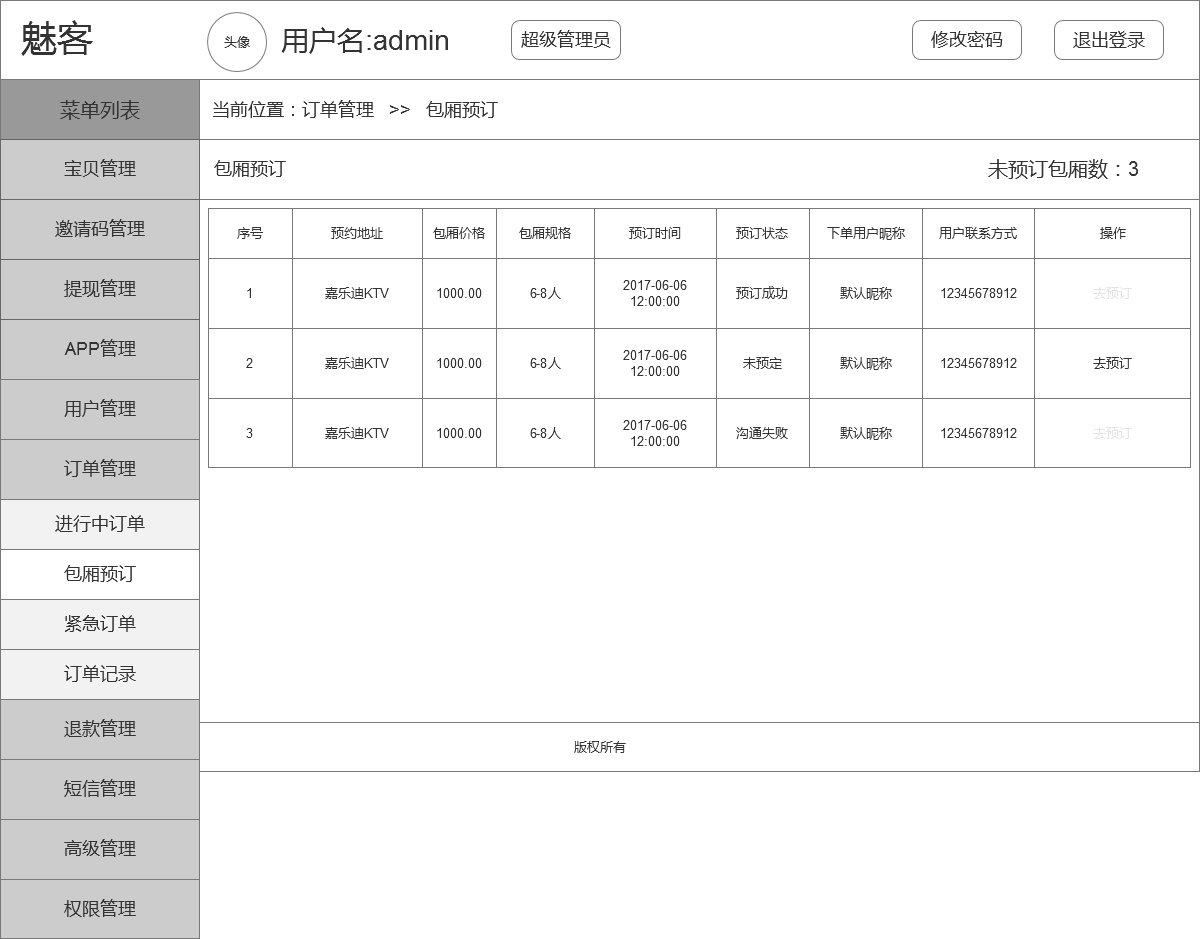 魅客
头像
用户名:admin
超级管理员
修改密码
退出登录
菜单列表
当前位置：订单管理 >> 包厢预订
宝贝管理
包厢预订
未预订包厢数：3
邀请码管理
提现管理
APP管理
用户管理
订单管理
进行中订单
包厢预订
紧急订单
订单记录
退款管理
短信管理
高级管理
权限管理
序号 预约地址 包厢价格 包厢规格 预订时间 预订状态 下单用户昵称 用户联系方式 操作
1 嘉乐迪KTV 1000.00 6-8人 2017-06-06 12:00:00 预订成功 默认昵称 12345678912 去预订
2 嘉乐迪KTV 1000.00 6-8人 2017-06-06 12:00:00 未预定 默认昵称 12345678912 去预订
3 嘉乐迪KTV 1000.00 6-8人 2017-06-06 12:00:00 沟通失败 默认昵称 12345678912 去预订
版权所有